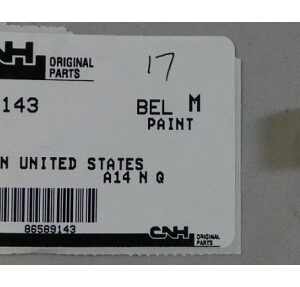 CNH ORIGINAL
PARTS
17
143 BEL M
PAINT
N UNITED STATES
A14 N Q
86589143
CNH ORIGINAL
PARTS